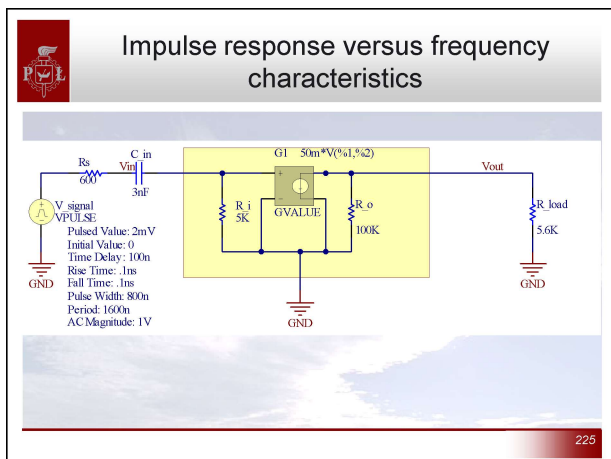 P Ł
Impulse response versus frequency
characteristics
Rs
600
Vin
C_in
3nF
G1 50m*V(%1,%2)
Vout
V_signal
VPULSE
Pulsed Value: 2mV
Initial Value: 0
Time Delay: 100n
Rise Time: .1ns
Fall Time: .1ns
Pulse Width: 800n
Period: 1600n
AC Magnitude: 1V
R_i
5K
+
−
GVALUE
R_o
100K
R_load
5.6K
GND
GND
GND
225